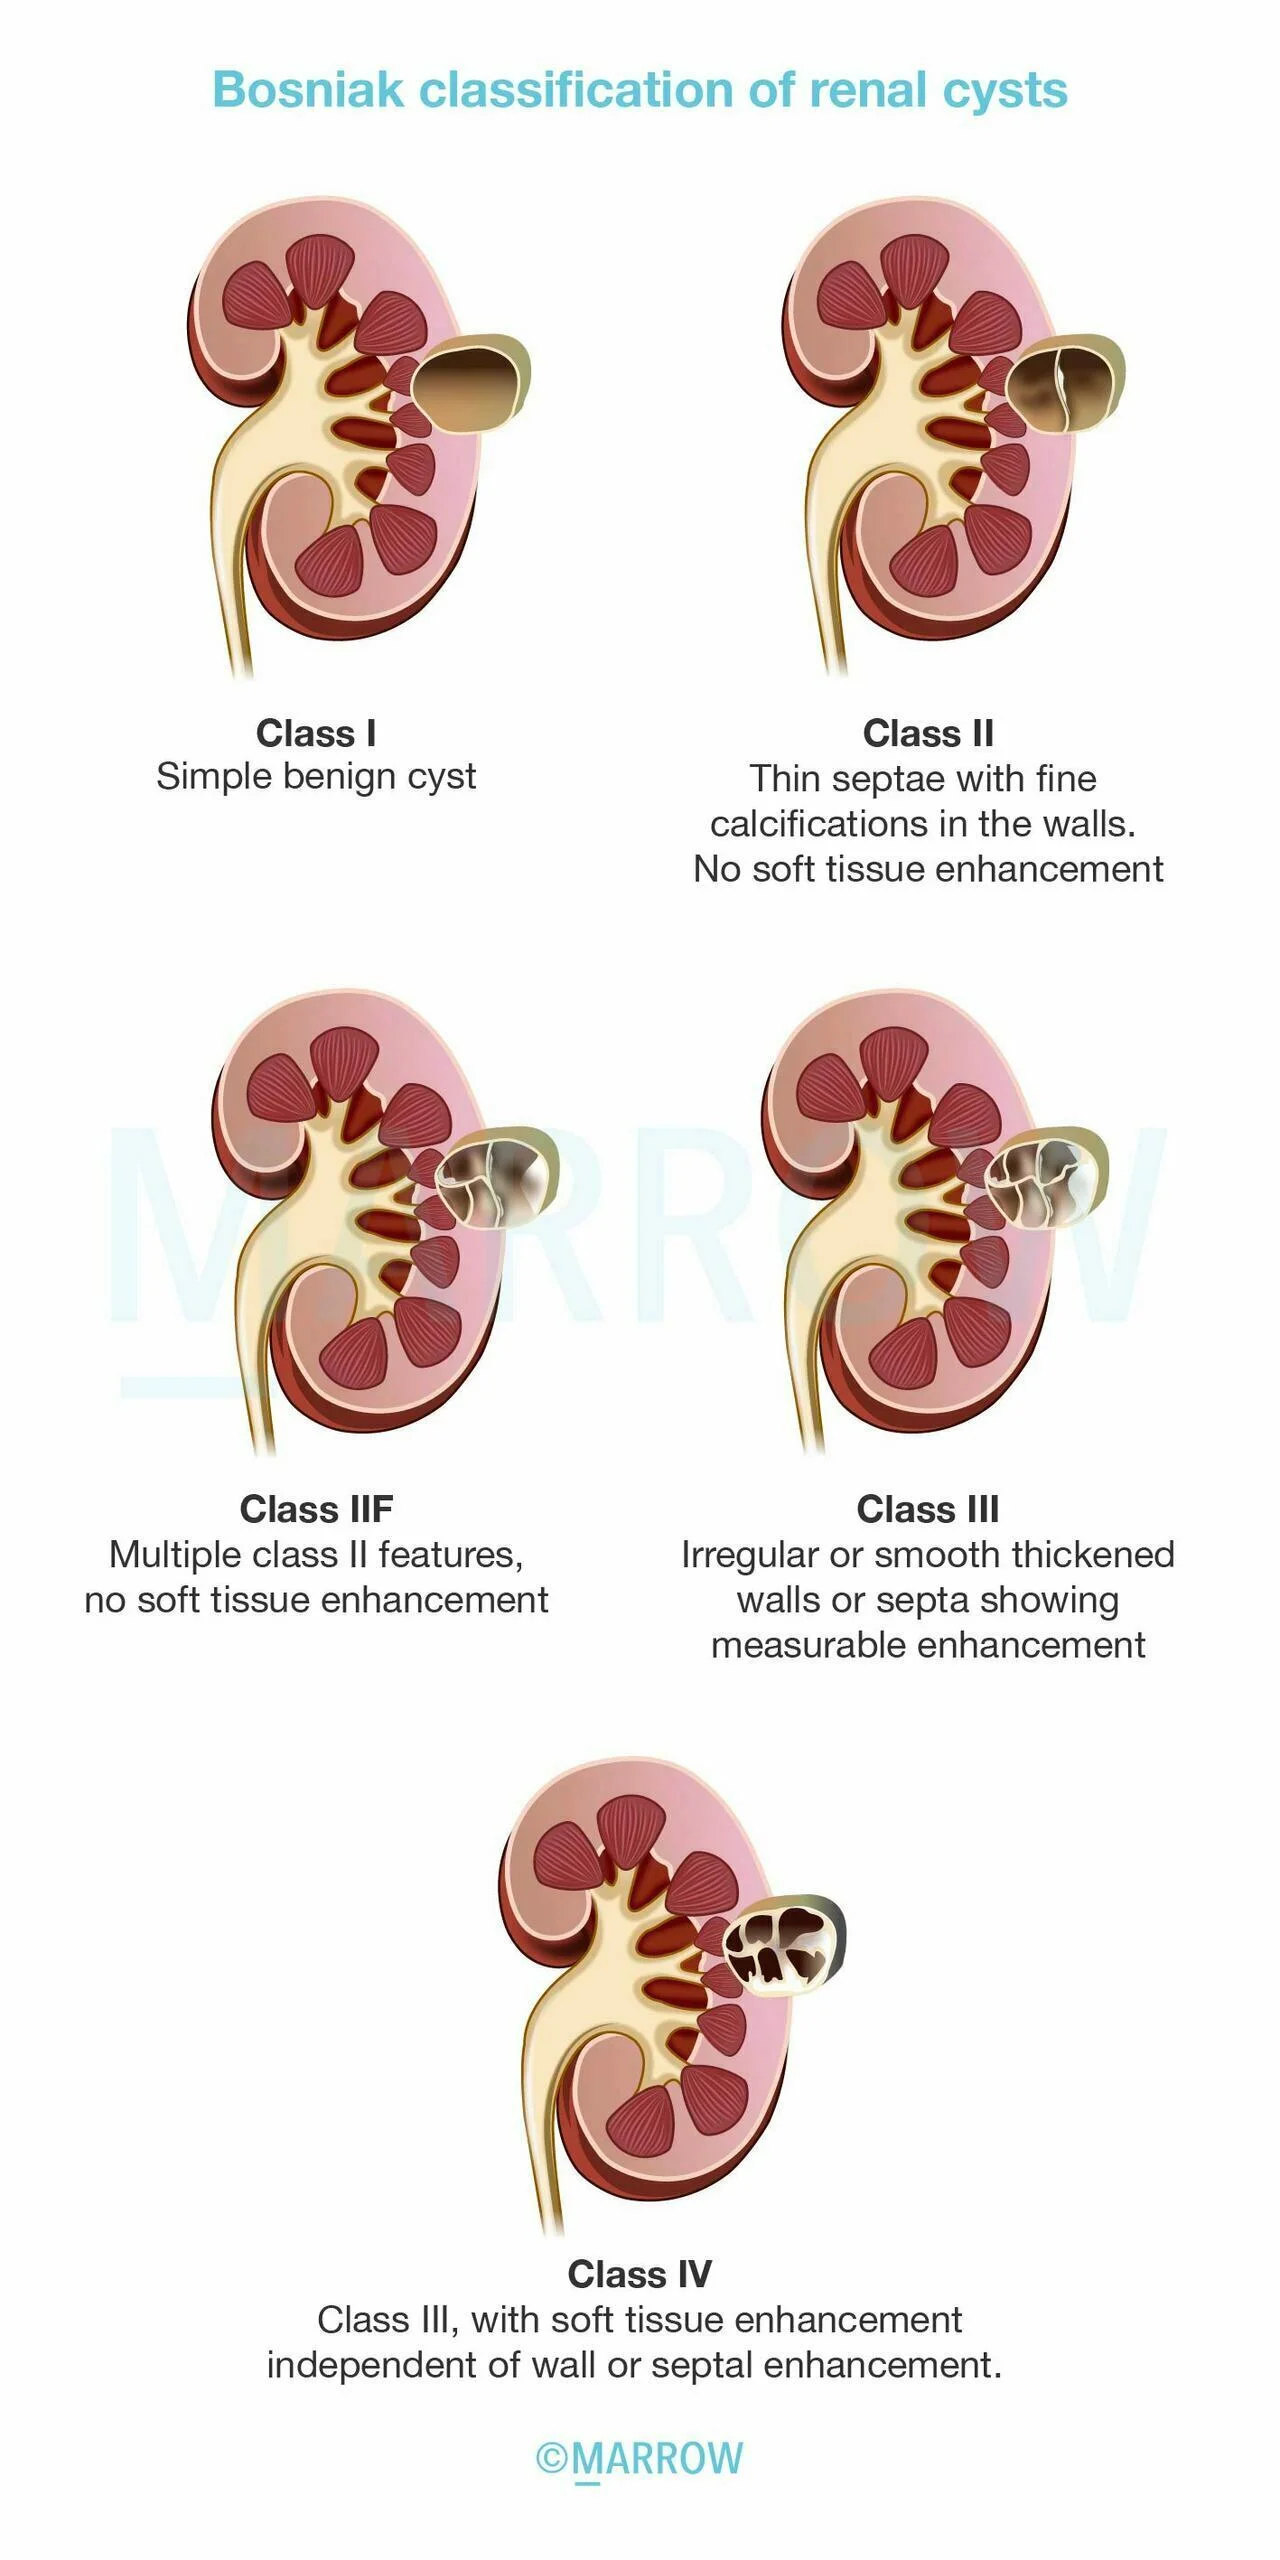 Bosniak classification of renal cysts
Class I
Simple benign cyst
Class II
Thin septae with fine
calcifications in the walls.
No soft tissue enhancement
MARROW
Class IIF
Multiple class II features,
no soft tissue enhancement
Class III
Irregular or smooth thickened
walls or septa showing
measurable enhancement
Class IV
Class III, with soft tissue enhancement
independent of wall or septal enhancement.
©MARROW